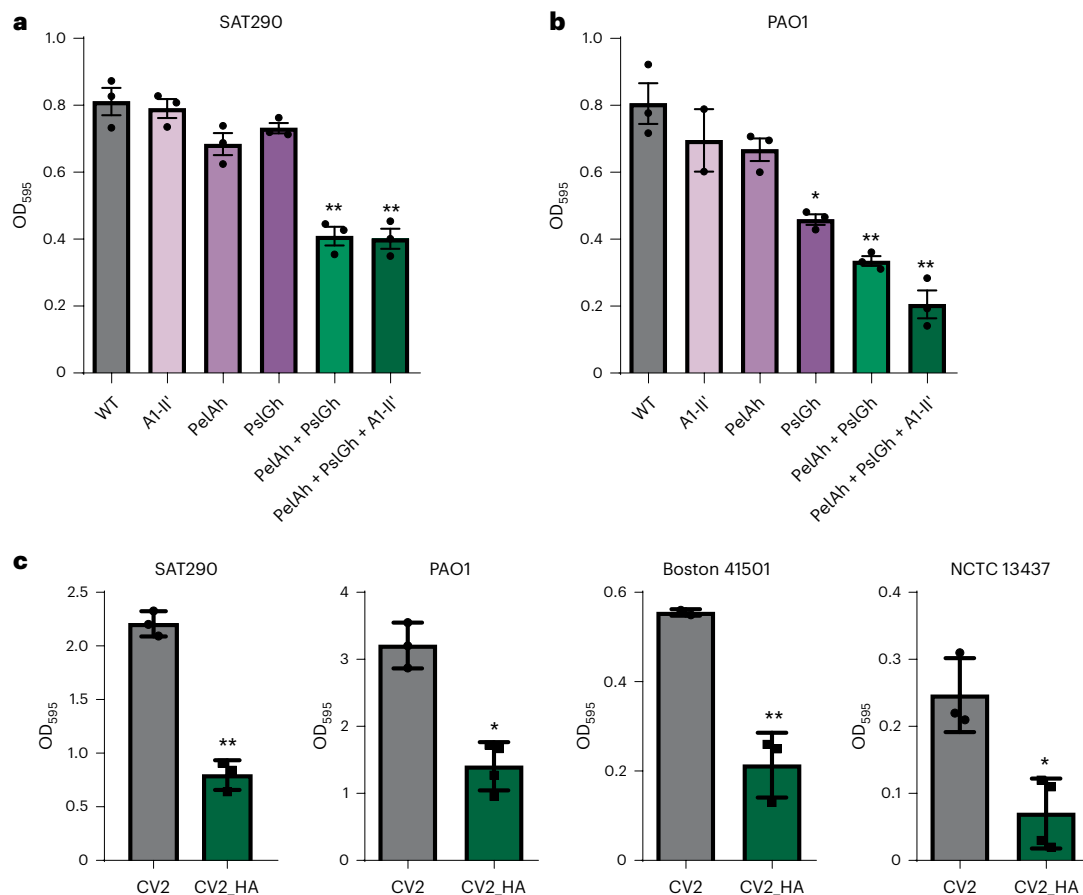 a
SAT290
1.0
0.8
0.6
0.4
0.2
0
OD595
** **
WT
A1-II'
PelAh
PslGh
PelAh + PslGh
PelAh + PslGh + A1-II'
b
PAO1
1.0
0.8
0.6
0.4
0.2
0
OD595
* ** **
WT
A1-II'
PelAh
PslGh
PelAh + PslGh
PelAh + PslGh + A1-II'
c
SAT290
2.5
2.0
1.5
1.0
0.5
0
OD595
**
CV2 CV2_HA
PAO1
4
3
2
1
0
OD595
*
CV2 CV2_HA
Boston 41501
0.6
0.4
0.2
0
OD595
**
CV2 CV2_HA
NCTC 13437
0.4
0.3
0.2
0.1
0
OD595
*
CV2 CV2_HA